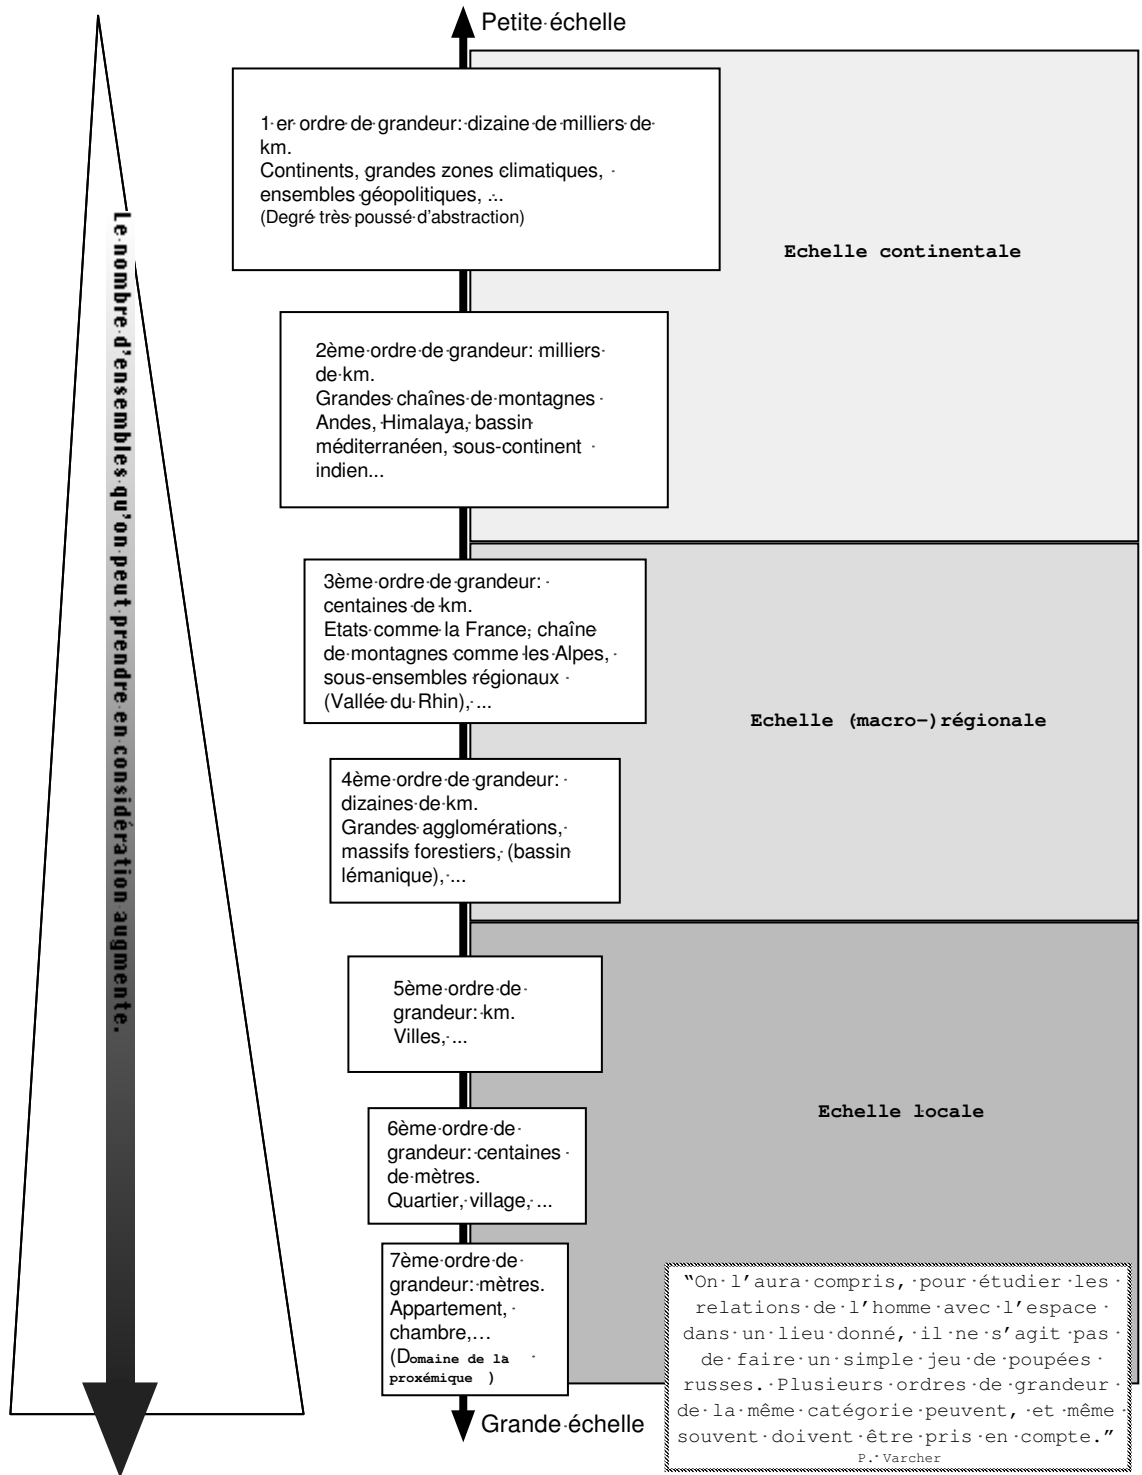 Petite échelle
1 er ordre de grandeur: dizaine de milliers de
km.
Continents, grandes zones climatiques,
ensembles géopolitiques, ...
(Degré très poussé d'abstraction)
Echelle continentale
Le nombre d'ensembles qu'on peut prendre en considération augmente.
2ème ordre de grandeur: milliers
de km.
Grandes chaînes de montagnes
Andes, Himalaya, bassin
méditerranéen, sous-continent
indien...
3ème ordre de grandeur:
centaines de km.
Etats comme la France, chaîne
de montagnes comme les Alpes,
sous-ensembles régionaux
(Vallée du Rhin), ...
Echelle (macro-)régionale
4ème ordre de grandeur:
dizaines de km.
Grandes agglomérations,
massifs forestiers, (bassin
lémanique), ...
5ème ordre de
grandeur: km.
Villes, ...
Echelle locale
6ème ordre de
grandeur: centaines
de mètres.
Quartier, village, ...
7ème ordre de
grandeur: mètres.
Appartement,
chambre,...
(Domaine de la
proxémique )
Grande échelle
"On l'aura compris, pour étudier les
relations de l'homme avec l'espace
dans un lieu donné, il ne s'agit pas
de faire un simple jeu de poupées
russes. Plusieurs ordres de grandeur
de la même catégorie peuvent, et même
souvent doivent être pris en compte."
P. Varcher